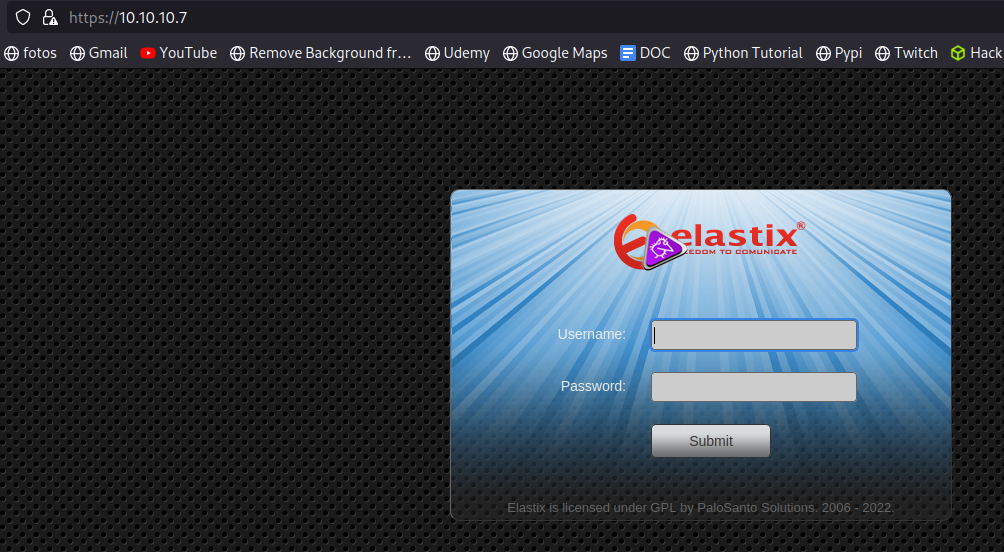 https://10.10.10.7
fotos Gmail YouTube Remove Background fr... Udemy Google Maps DOC Python Tutorial Pypi Twitch Hack
elastix®
EDOM TO COMUNICATE
Username:
Password:
Submit
Elastix is licensed under GPL by PaloSanto Solutions. 2006 - 2022.